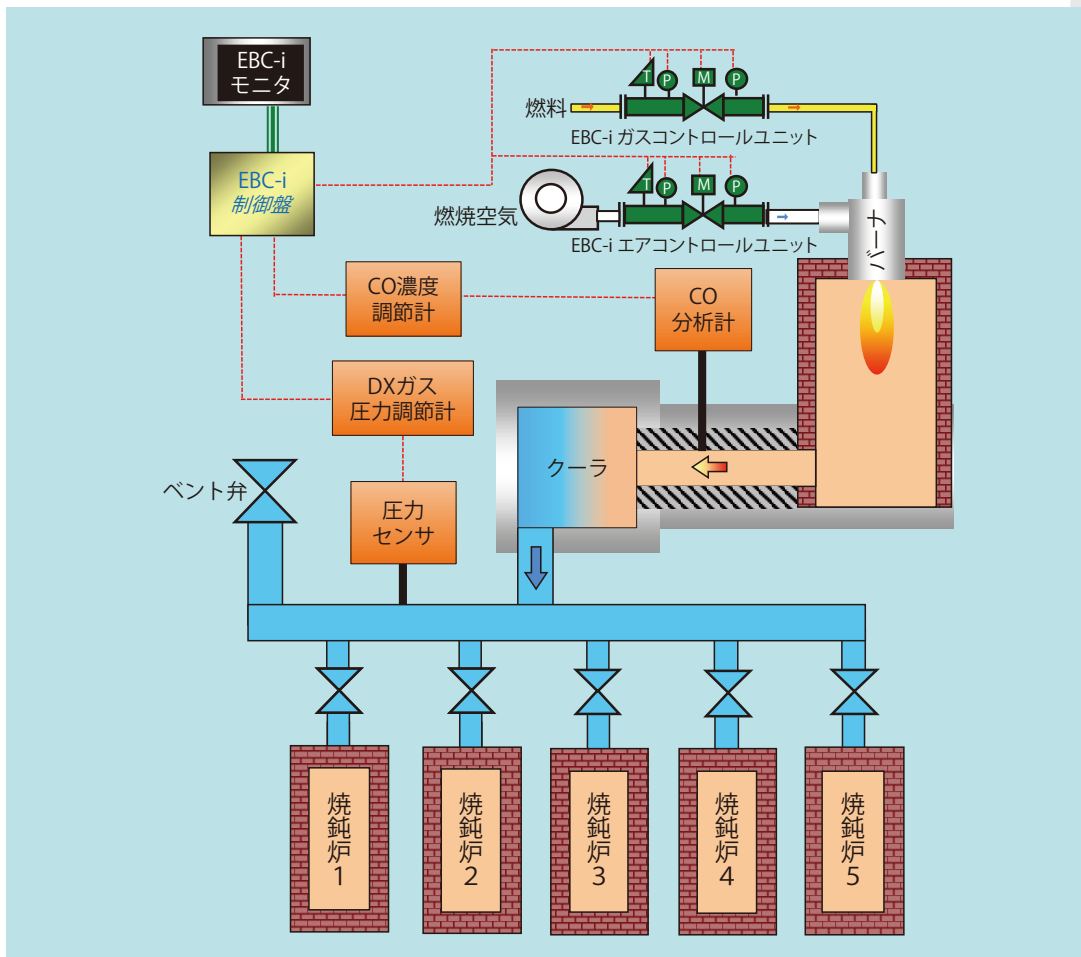 EBC-i
モニタ
T P M P
燃料
EBC-i ガスコントロールユニット
EBC-i
制御盤
T P M P
燃焼空気
EBC-i エアコントロールユニット
バーナ
CO濃度
調節計
CO
分析計
DXガス
圧力調節計
クーラ
ベント弁
圧力
センサ
焼鈍炉1
焼鈍炉2
焼鈍炉3
焼鈍炉4
焼鈍炉5